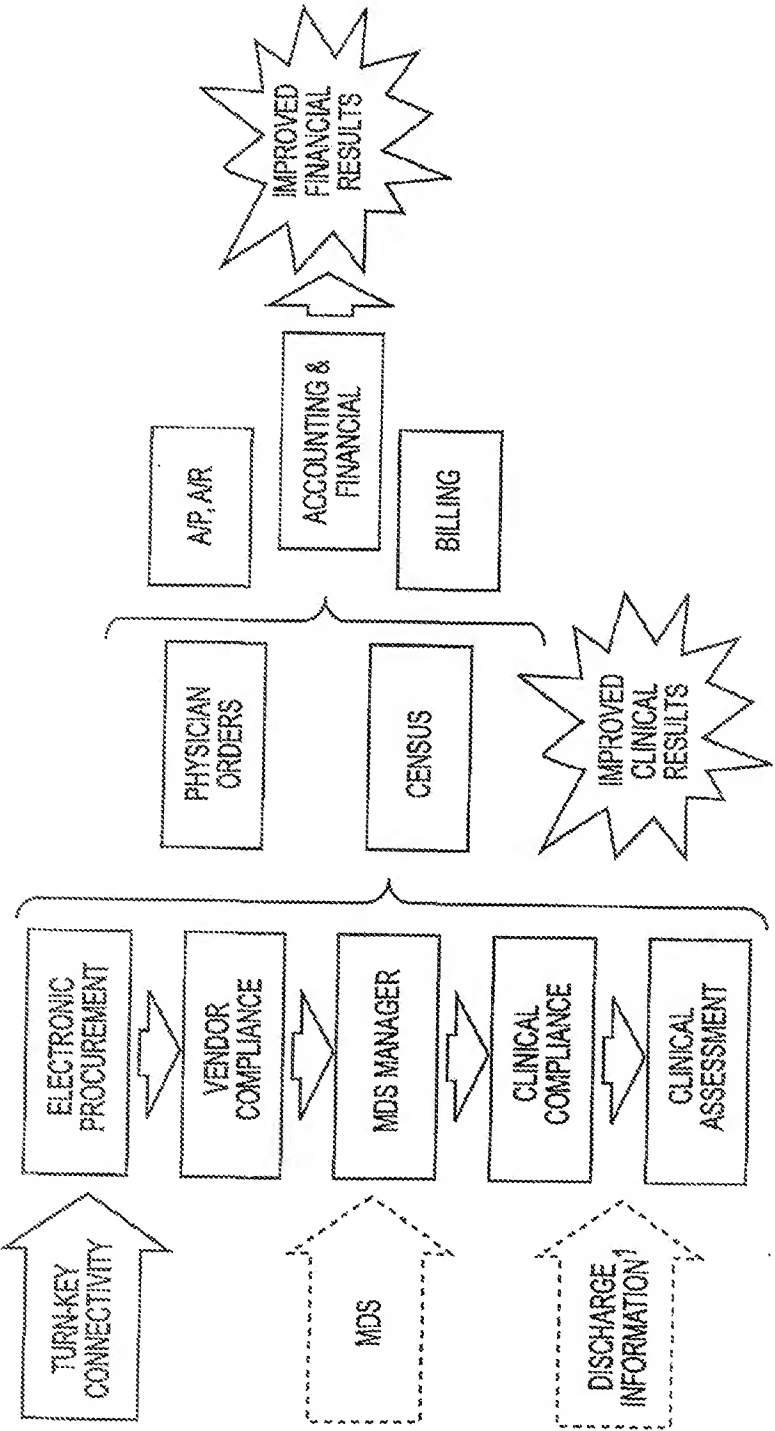 TURN-KEY
CONNECTIVITY
MDS
DISCHARGE
INFORMATION¹
ELECTRONIC
PROCUREMENT
VENDOR
COMPLIANCE
MDS MANAGER
CLINICAL
COMPLIANCE
CLINICAL
ASSESSMENT
PHYSICIAN
ORDERS
CENSUS
IMPROVED
CLINICAL
RESULTS
A/P, A/R
ACCOUNTING &
FINANCIAL
BILLING
IMPROVED
FINANCIAL
RESULTS